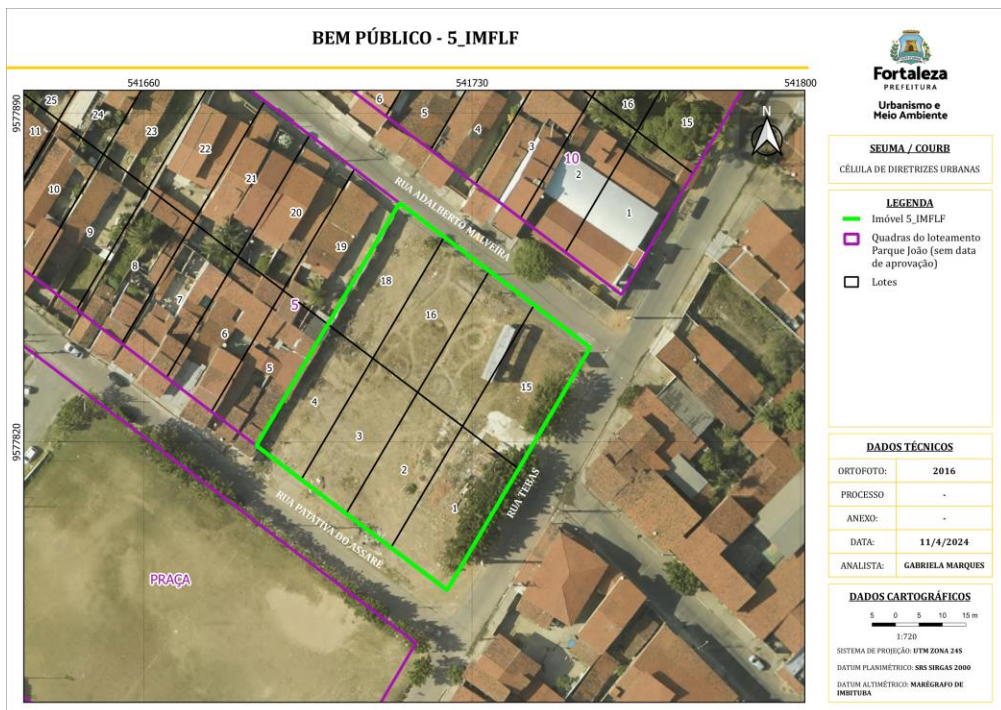 BEM PÚBLICO - 5_IMFLF
541660
541730
541800
9577890
9577820
N
25
24
23
22
21
20
19
18
16
15
11
10
9
8
7
6
5
5
4
3
2
1
6
5
4
3
2
1
16
15
10
RUA ADALBERTO MALVEIRA
RUA TEBAS
RUA PATATIVA DO ASSARE
PRAÇA
Fortaleza
PREFEITURA
Urbanismo e
Meio Ambiente
SEUMA / COURB
CÉLULA DE DIRETRIZES URBANAS
LEGENDA
Imóvel 5_IMFLF
Quadras do loteamento
Parque João (sem data
de aprovação)
Lotes
DADOS TÉCNICOS
ORTOFOTO: 2016
PROCESSO -
ANEXO: -
DATA: 11/4/2024
ANALISTA: GABRIELA MARQUES
DADOS CARTOGRÁFICOS
5 0 5 10 15 m
1:720
SISTEMA DE PROJEÇÃO: UTM ZONA 24S
DATUM PLANIMÉTRICO: SRS SIRGAS 2000
DATUM ALTIMÉTRICO: MARÉGRAFO DE
IMBITUBA